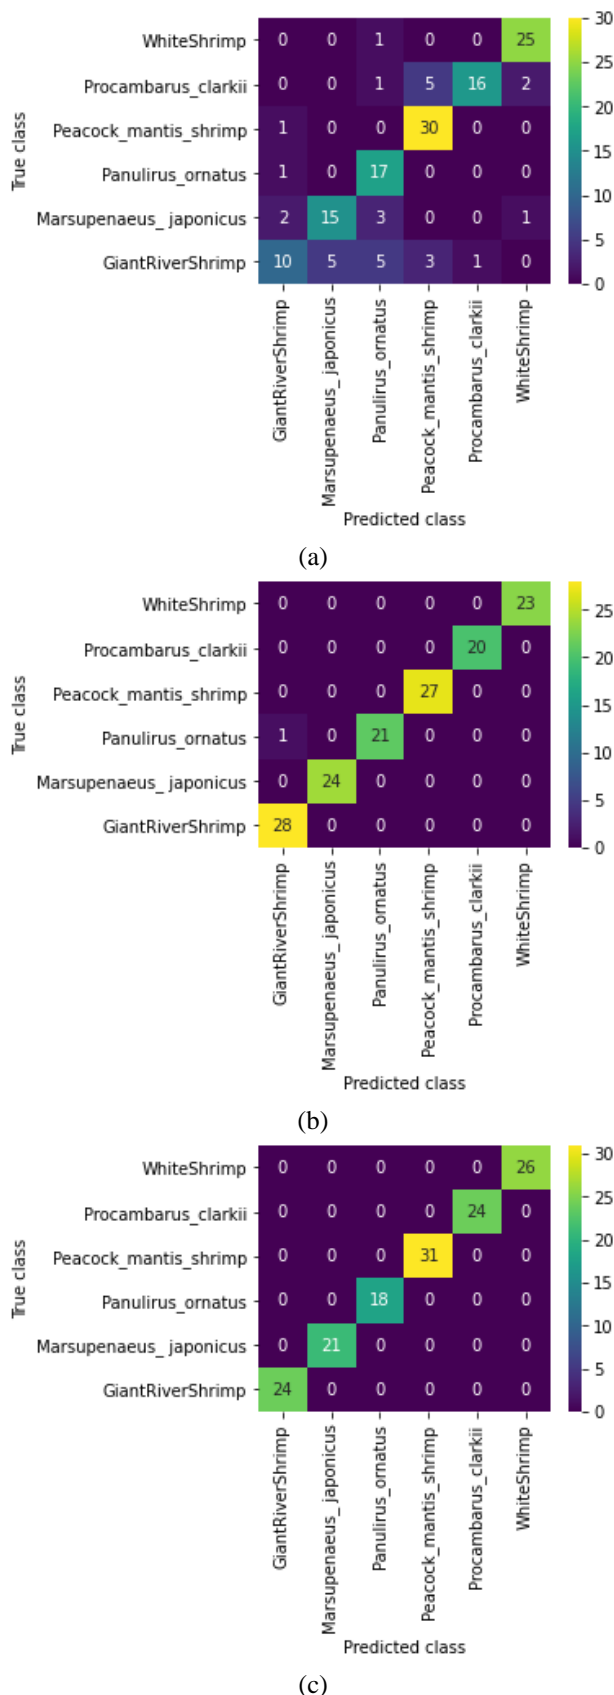 WhiteShrimp 0 0 1 0 0 25
Procambarus_clarkii 0 0 1 5 16 2
Peacock_mantis_shrimp 1 0 0 30 0 0
Panulirus_ornatus 1 0 17 0 0 0
Marsupenaeus_ japonicus 2 15 3 0 0 1
GiantRiverShrimp 10 5 5 3 1 0
True class
30
25
20
15
10
5
0
GiantRiverShrimp
Marsupenaeus_ japonicus
Panulirus_ornatus
Peacock_mantis_shrimp
Procambarus_clarkii
WhiteShrimp
Predicted class
(a)
WhiteShrimp 0 0 0 0 0 23
Procambarus_clarkii 0 0 0 0 20 0
Peacock_mantis_shrimp 0 0 0 27 0 0
Panulirus_ornatus 1 0 21 0 0 0
Marsupenaeus_ japonicus 0 24 0 0 0 0
GiantRiverShrimp 28 0 0 0 0 0
True class
25
20
15
10
5
0
GiantRiverShrimp
Marsupenaeus_ japonicus
Panulirus_ornatus
Peacock_mantis_shrimp
Procambarus_clarkii
WhiteShrimp
Predicted class
(b)
WhiteShrimp 0 0 0 0 0 26
Procambarus_clarkii 0 0 0 0 24 0
Peacock_mantis_shrimp 0 0 0 31 0 0
Panulirus_ornatus 0 0 18 0 0 0
Marsupenaeus_ japonicus 0 21 0 0 0 0
GiantRiverShrimp 24 0 0 0 0 0
True class
30
25
20
15
10
5
0
GiantRiverShrimp
Marsupenaeus_ japonicus
Panulirus_ornatus
Peacock_mantis_shrimp
Procambarus_clarkii
WhiteShrimp
Predicted class
(c)